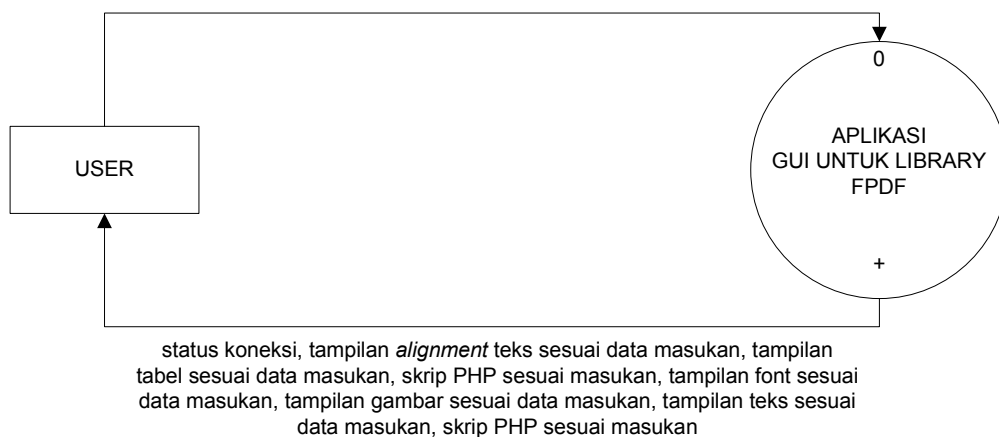 0
APLIKASI
GUI UNTUK LIBRARY
FPDF
+
USER
status koneksi, tampilan alignment teks sesuai data masukan, tampilan
tabel sesuai data masukan, skrip PHP sesuai masukan, tampilan font sesuai
data masukan, tampilan gambar sesuai data masukan, tampilan teks sesuai
data masukan, skrip PHP sesuai masukan